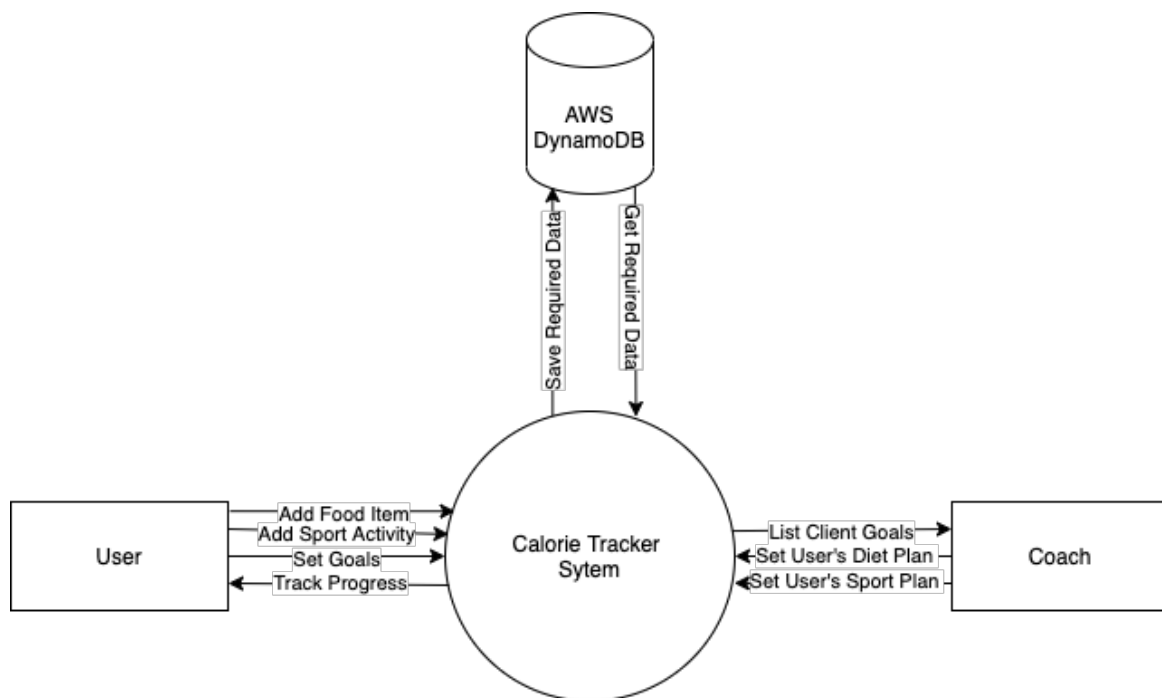 AWS
DynamoDB
Save Required Data
Get Required Data
User
Add Food Item
Add Sport Activity
Set Goals
Track Progress
Calorie Tracker
Sytem
List Client Goals
Set User's Diet Plan
Set User's Sport Plan
Coach